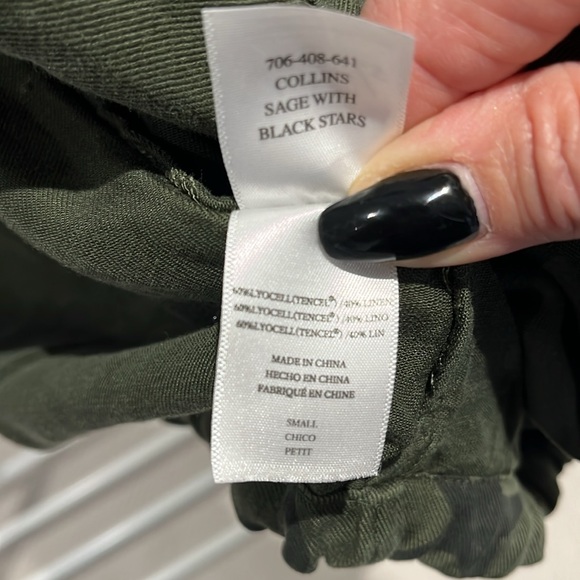 706-408-641
COLLINS
SAGE WITH
BLACK STARS
60%LYOCELL(TENCEL®)/40% LINEN
60%LYOCELL(TENCEL®)/40% LINO
60%LYOCELL(TENCEL®)/40% LIN
MADE IN CHINA
HECHO EN CHINA
FABRIQUÉ EN CHINE
SMALL
CHICO
PETIT